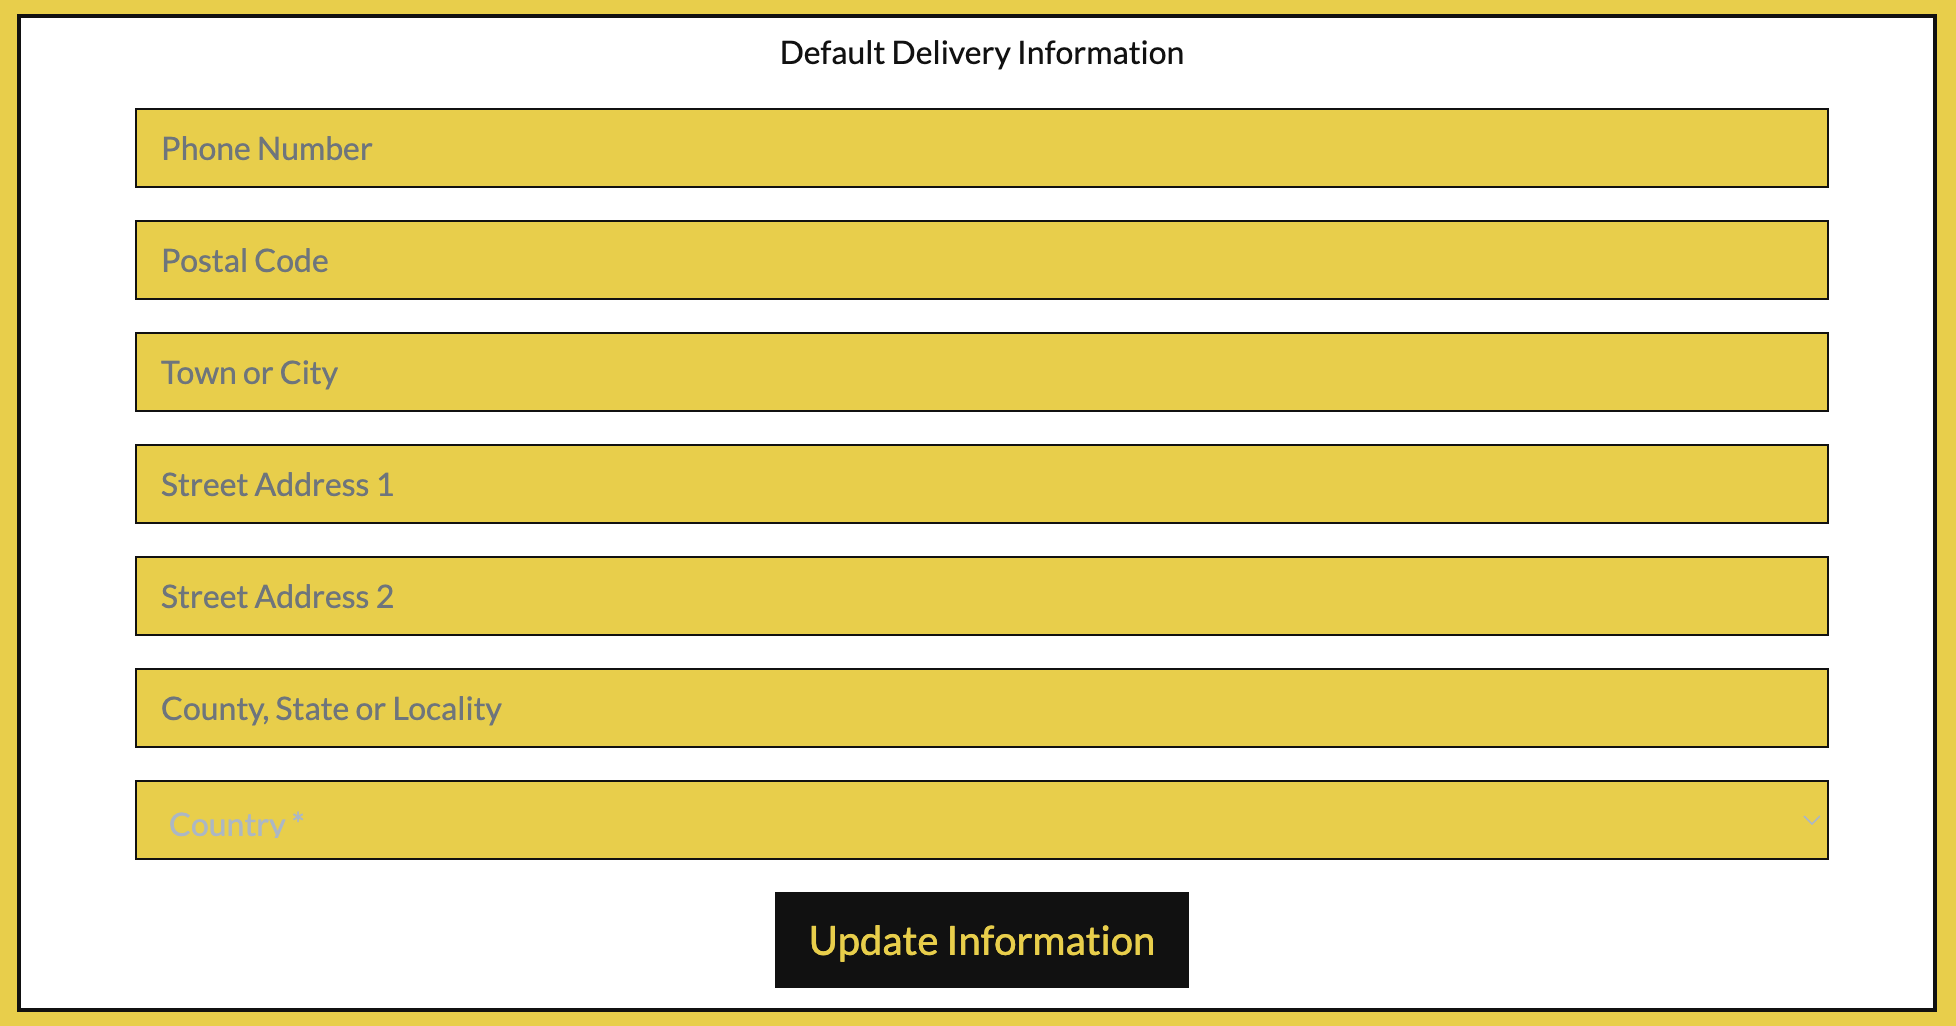 Default Delivery Information
Phone Number
Postal Code
Town or City
Street Address 1
Street Address 2
County, State or Locality
Country *
Update Information